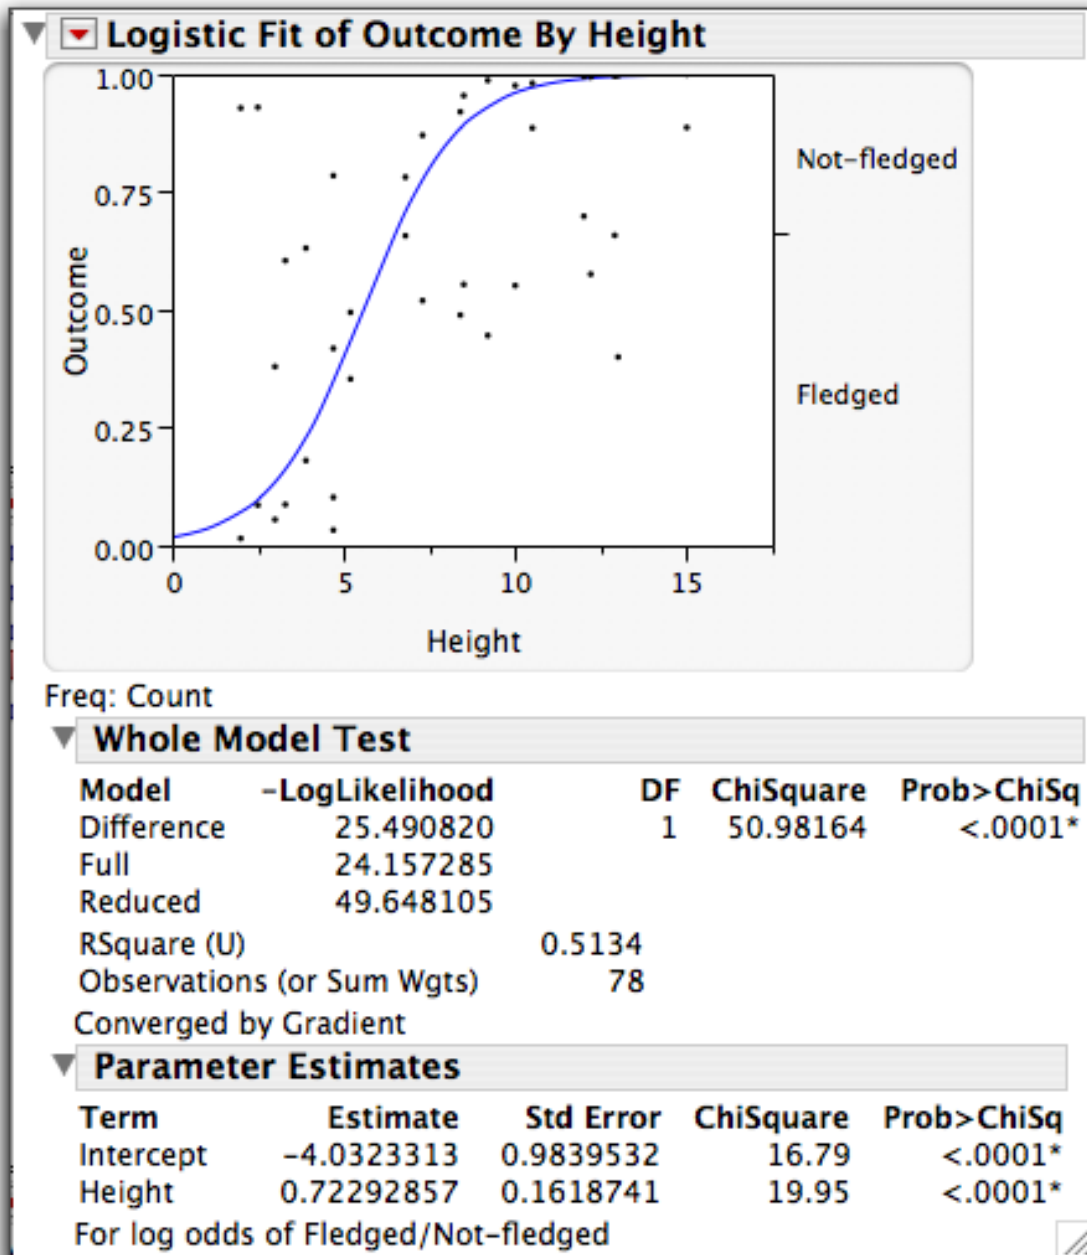 Logistic Fit of Outcome By Height
1.00
0.75
0.50
0.25
0.00
Outcome
0 5 10 15
Height
Not-fledged
Fledged
Freq: Count
Whole Model Test
Model -LogLikelihood DF ChiSquare Prob>ChiSq
Difference 25.490820 1 50.98164 <.0001*
Full 24.157285
Reduced 49.648105
RSquare (U) 0.5134
Observations (or Sum Wgts) 78
Converged by Gradient
Parameter Estimates
Term Estimate Std Error ChiSquare Prob>ChiSq
Intercept -4.0323313 0.9839532 16.79 <.0001*
Height 0.72292857 0.1618741 19.95 <.0001*
For log odds of Fledged/Not-fledged